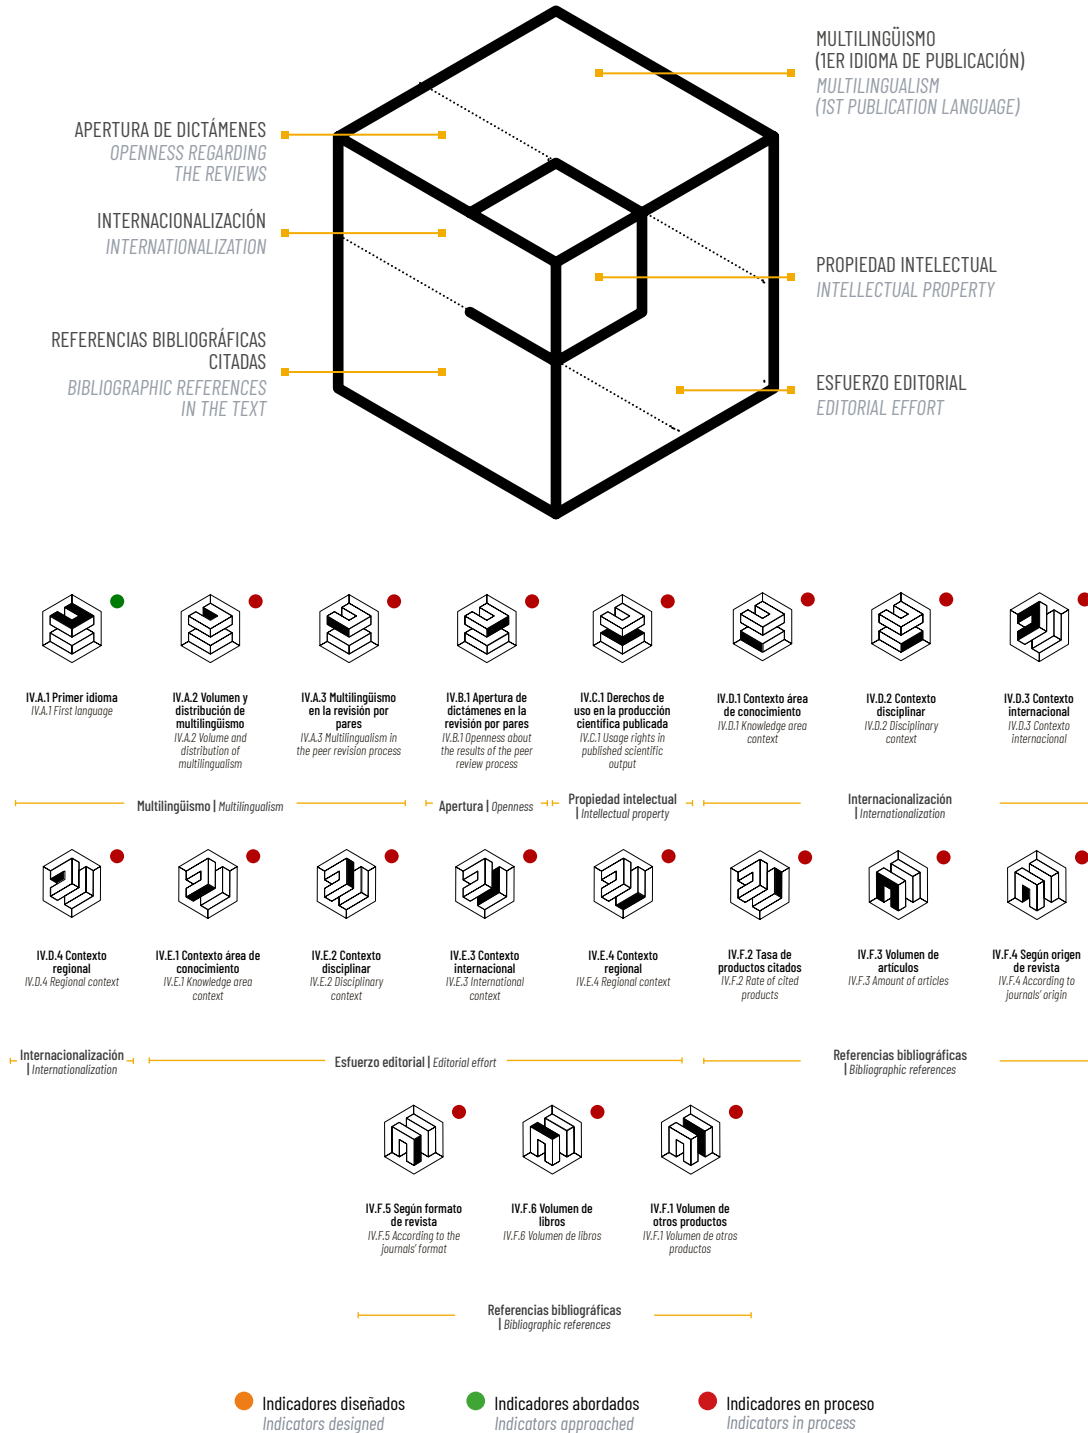 MULTILINGÜISMO
(1ER IDIOMA DE PUBLICACIÓN)
MULTILINGUALISM
(1ST PUBLICATION LANGUAGE)
APERTURA DE DICTÁMENES
OPENNESS REGARDING
THE REVIEWS
INTERNACIONALIZACIÓN
INTERNATIONALIZATION
PROPIEDAD INTELECTUAL
INTELLECTUAL PROPERTY
REFERENCIAS BIBLIOGRÁFICAS
CITADAS
BIBLIOGRAPHIC REFERENCES
IN THE TEXT
ESFUERZO EDITORIAL
EDITORIAL EFFORT
IV.A.1 Primer idioma
IV.A.1 First language
IV.A.2 Volumen y
distribución de
multilingüismo
IV.A.2 Volume and
distribution of
multilingualism
IV.A.3 Multilingüismo
en la revisión por
pares
IV.A.3 Multilingualism in
the peer revision process
IV.B.1 Apertura de
dictámenes en la
revisión por pares
IV.B.1 Openness about
the results of the peer
review process
IV.C.1 Derechos de
uso en la producción
científica publicada
IV.C.1 Usage rights in
published scientific
output
IV.D.1 Contexto área
de conocimiento
IV.D.1 Knowledge area
context
IV.D.2 Contexto
disciplinar
IV.D.2 Disciplinary
context
IV.D.3 Contexto
internacional
IV.D.3 Contexto
internacional
Multilingüismo | Multilingualism
Apertura | Openness
Propiedad intelectual
| Intellectual property
Internacionalización
| Internationalization
IV.D.4 Contexto
regional
IV.D.4 Regional context
IV.E.1 Contexto área de
conocimiento
IV.E.1 Knowledge area
context
IV.E.2 Contexto
disciplinar
IV.E.2 Disciplinary
context
IV.E.3 Contexto
internacional
IV.E.3 International
context
IV.E.4 Contexto
regional
IV.E.4 Regional context
IV.F.2 Tasa de
productos citados
IV.F.2 Rate of cited
products
IV.F.3 Volumen de
artículos
IV.F.3 Amount of articles
IV.F.4 Según origen
de revista
IV.F.4 According to
journals' origin
Internacionalización
| Internationalization
Esfuerzo editorial | Editorial effort
Referencias bibliográficas
| Bibliographic references
IV.F.5 Según formato
de revista
IV.F.5 According to the
journals' format
IV.F.6 Volumen de
libros
IV.F.6 Volumen de libros
IV.F.1 Volumen de
otros productos
IV.F.1 Volumen de otros
productos
Referencias bibliográficas
| Bibliographic references
Indicadores diseñados
Indicators designed
Indicadores abordados
Indicators approached
Indicadores en proceso
Indicators in process